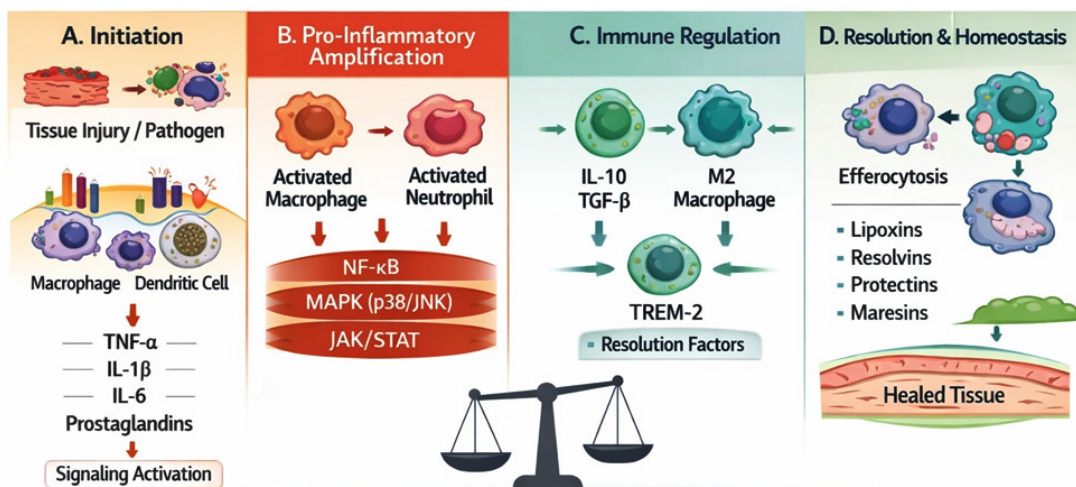 A. Initiation
Tissue Injury / Pathogen
Macrophage Dendritic Cell
TNF-α
IL-1β
IL-6
Prostaglandins
Signaling Activation
B. Pro-Inflammatory
Amplification
Activated
Macrophage
Activated
Neutrophil
NF-κB
MAPK (p38/JNK)
JAK/STAT
C. Immune Regulation
IL-10
TGF-β
M2
Macrophage
TREM-2
Resolution Factors
D. Resolution & Homeostasis
Efferocytosis
Lipoxins
Resolvins
Protectins
Maresins
Healed Tissue